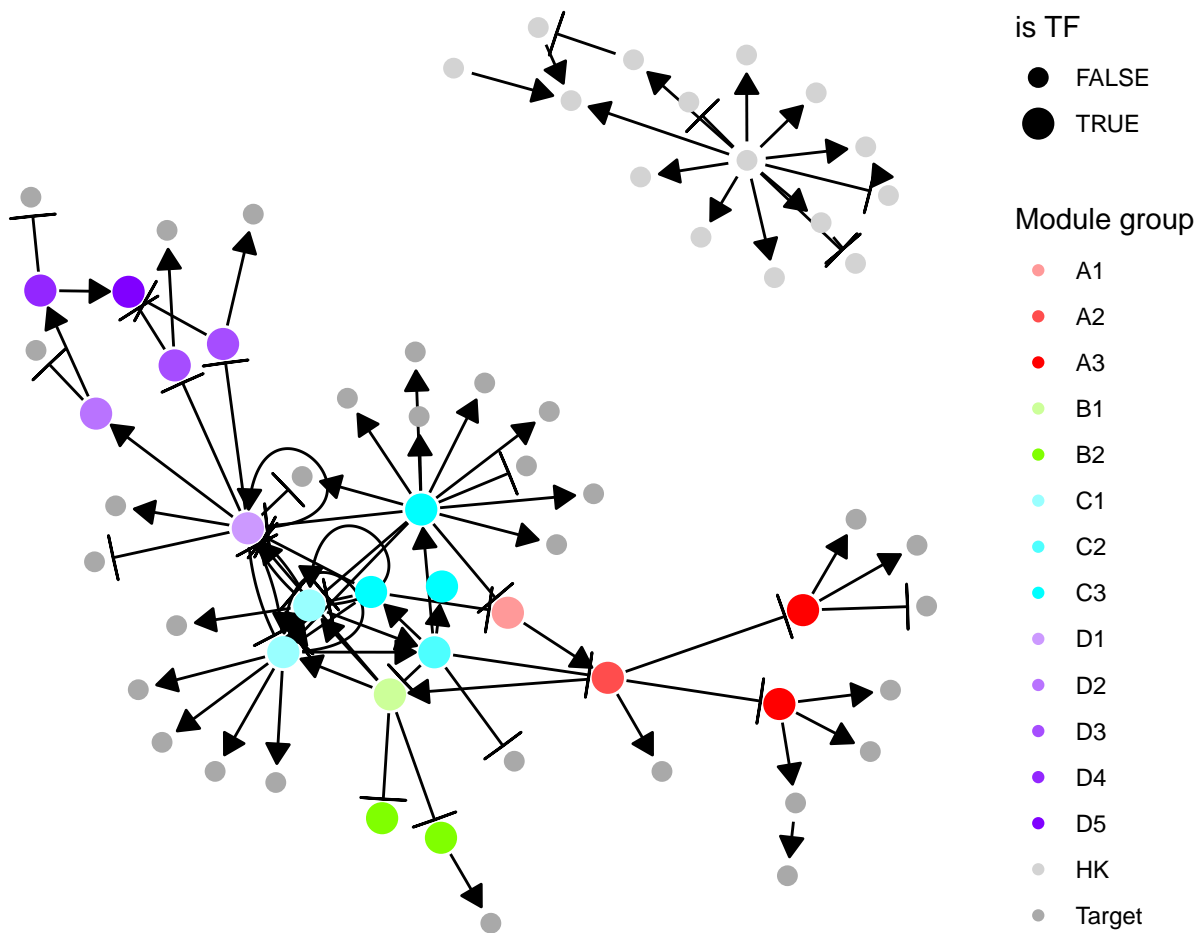 is TF
FALSE
TRUE
Module group
A1
A2
A3
B1
B2
C1
C2
C3
D1
D2
D3
D4
D5
HK
Target